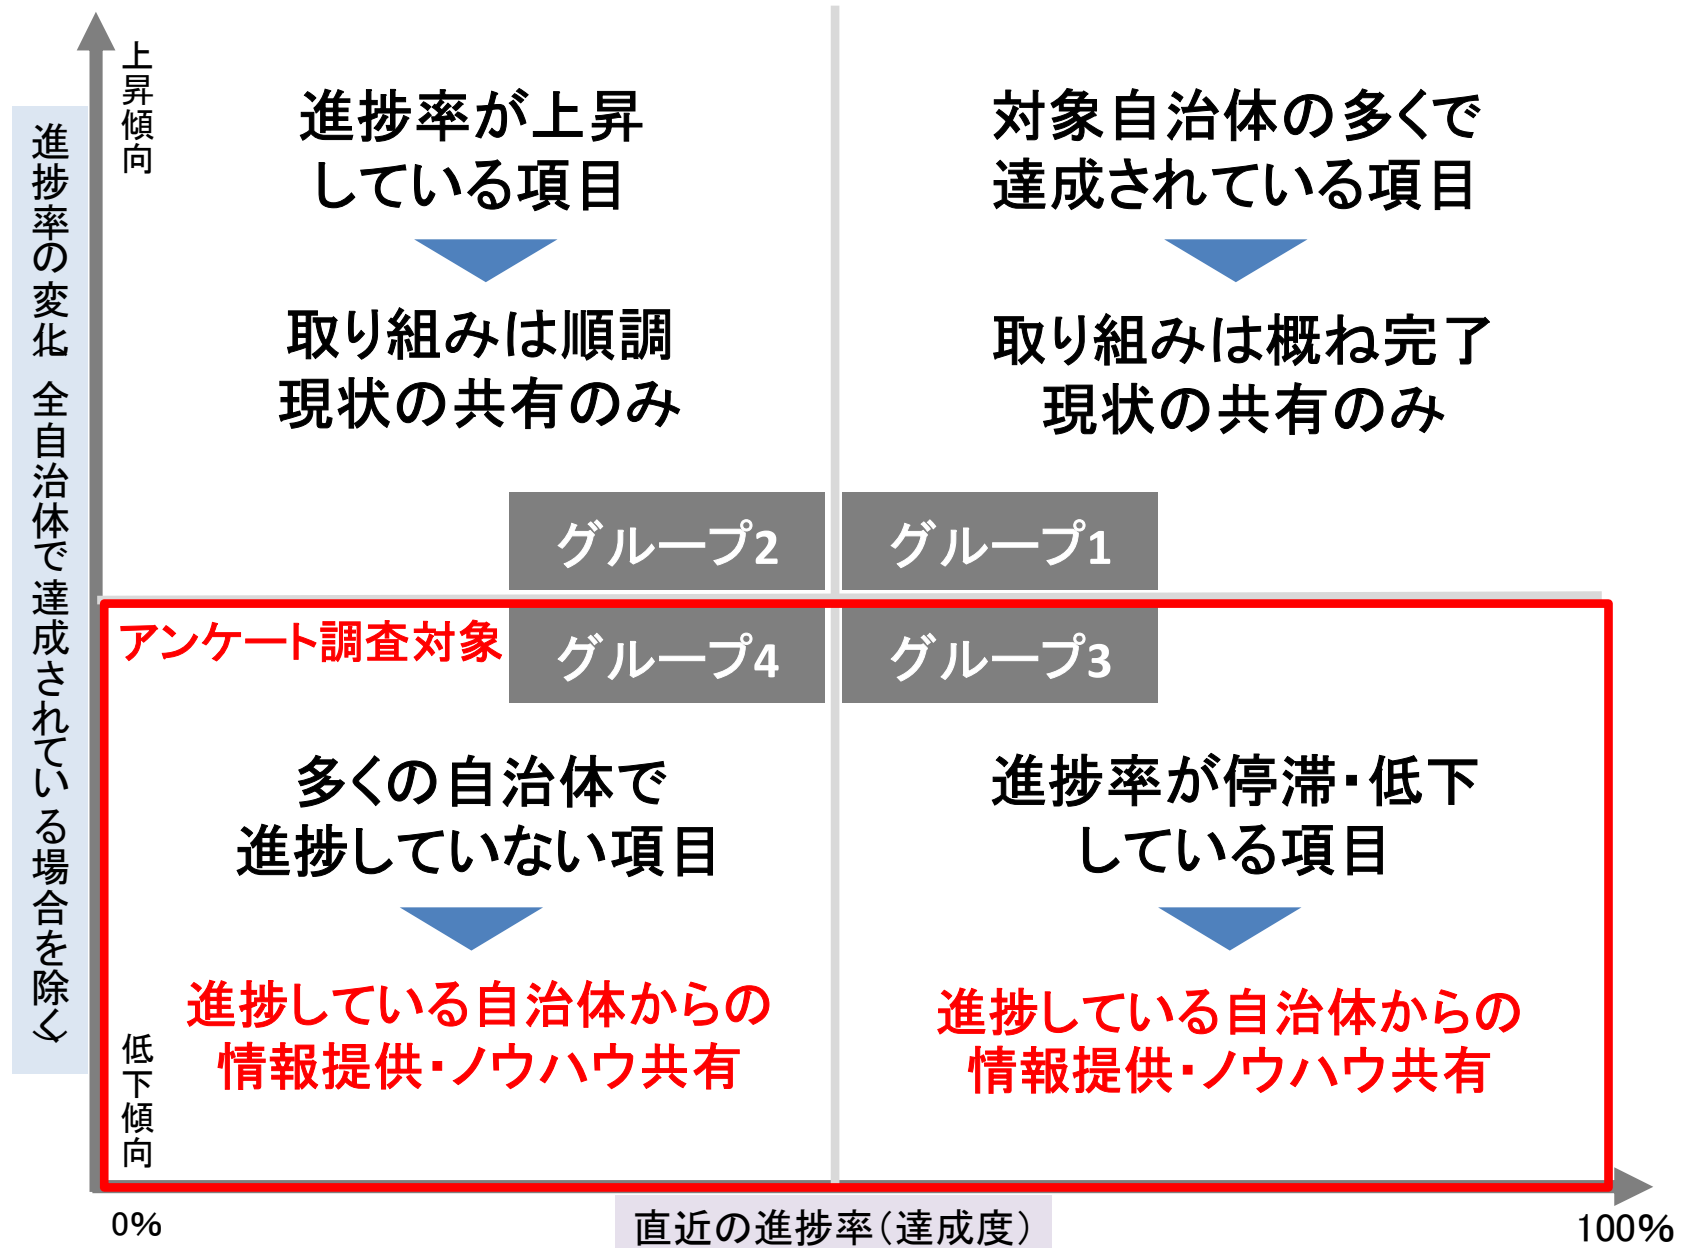 上昇傾向
進捗率の変化（全自治体で達成されている場合を除く）
進捗率が上昇
している項目
取り組みは順調
現状の共有のみ
対象自治体の多くで
達成されている項目
取り組みは概ね完了
現状の共有のみ
グループ2
グループ1
アンケート調査対象
グループ4
グループ3
多くの自治体で
進捗していない項目
進捗している自治体からの
情報提供・ノウハウ共有
進捗率が停滞・低下
している項目
進捗している自治体からの
情報提供・ノウハウ共有
低下傾向
0%
直近の進捗率（達成度）
100%